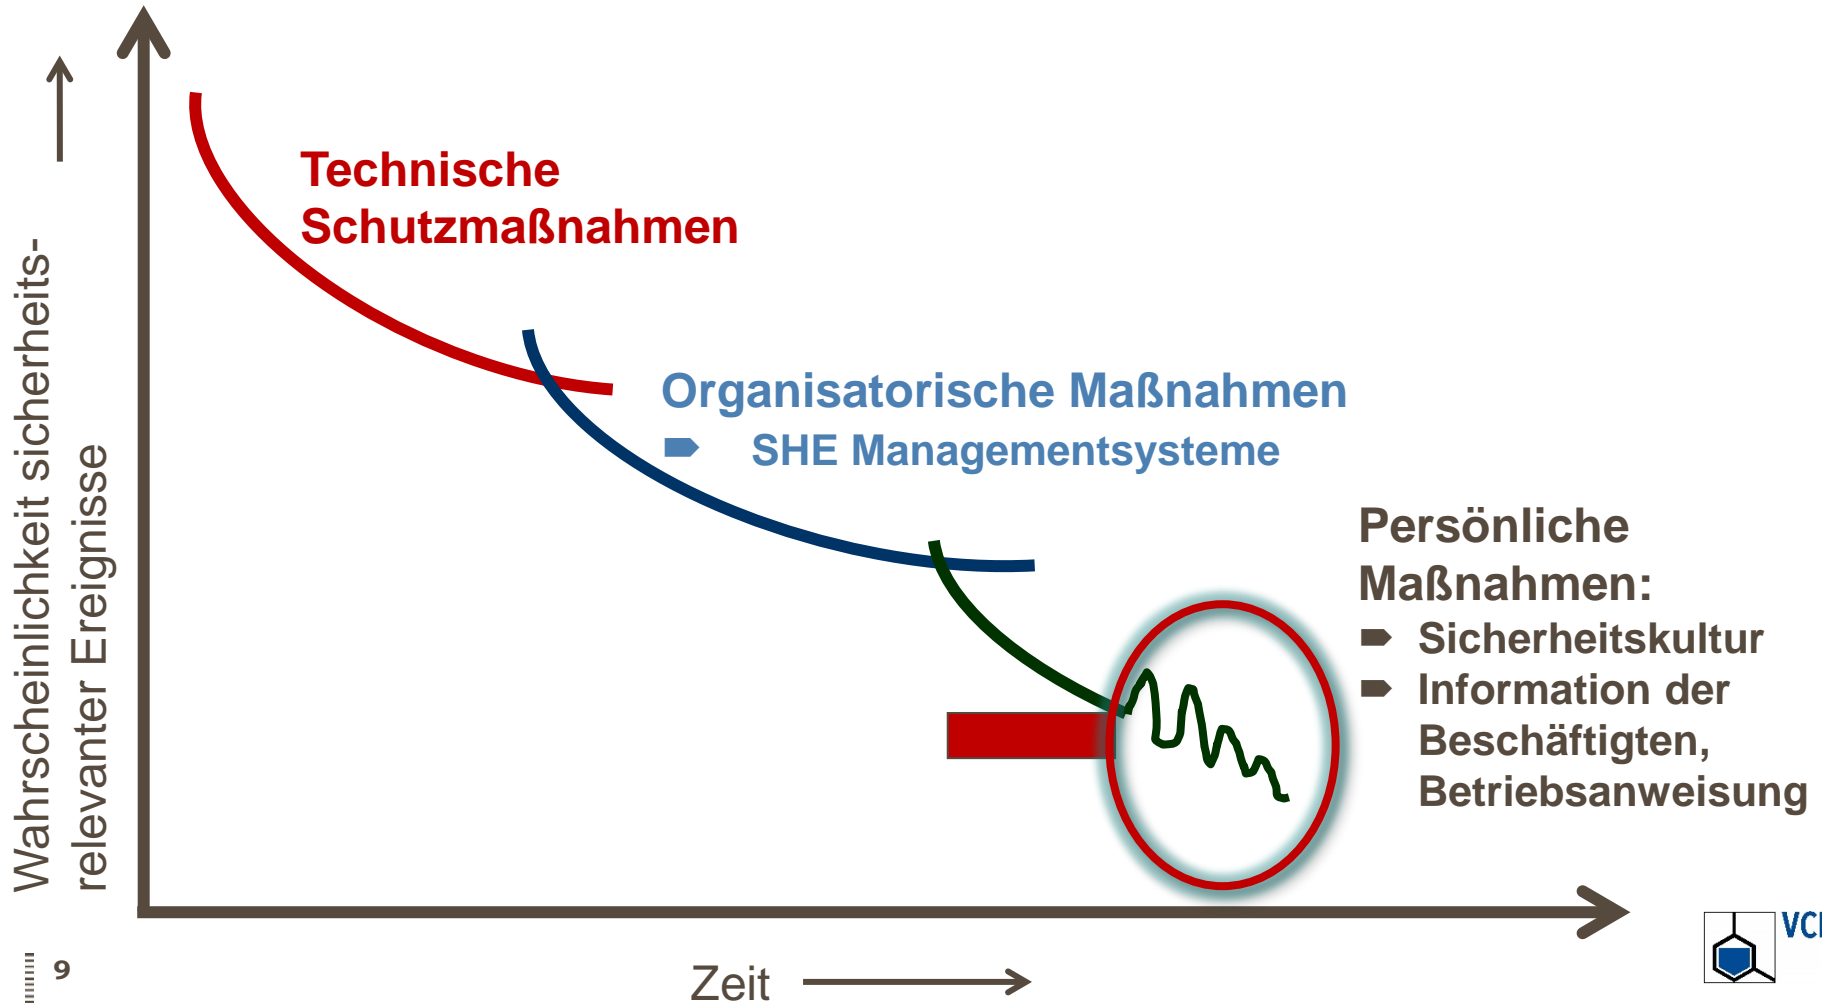 Wahrscheinlichkeit sicherheits-
relevanter Ereignisse
Technische
Schutzmaßnahmen
Organisatorische Maßnahmen
SHE Managementsysteme
Persönliche
Maßnahmen:
Sicherheitskultur
Information der
Beschäftigten,
Betriebsanweisung
9
Zeit
VCI